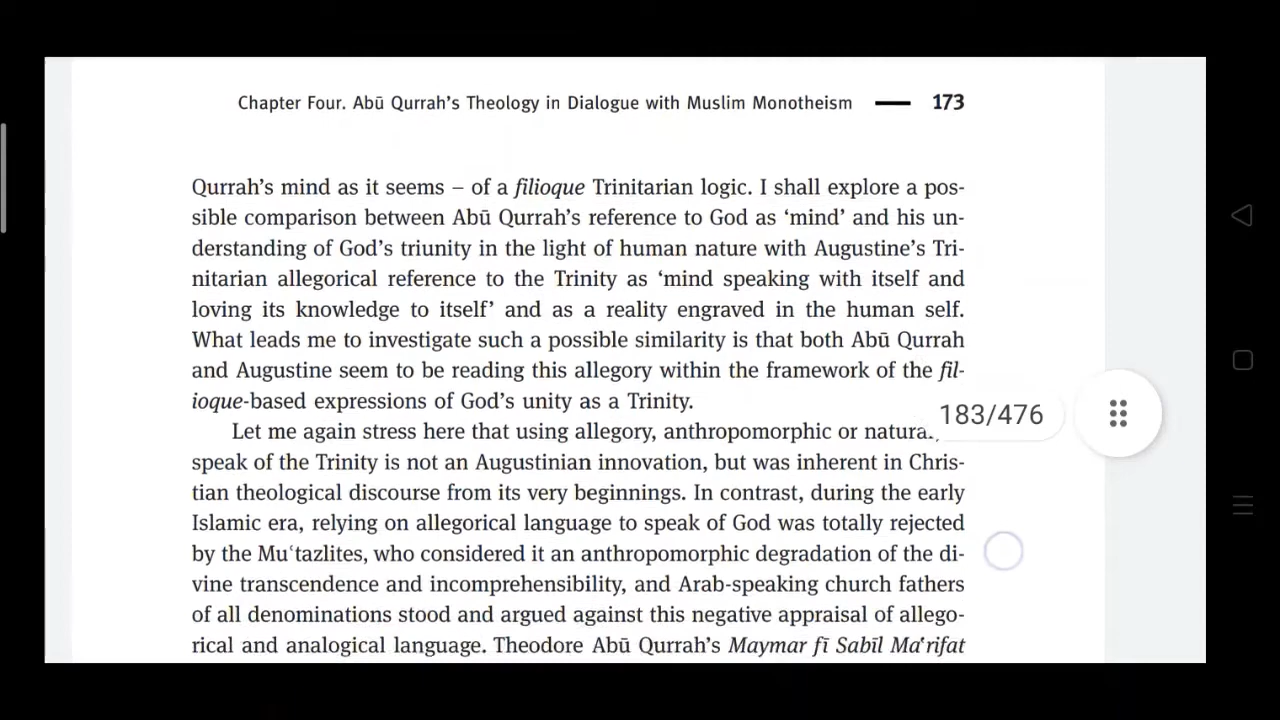 Chapter Four. Abū Qurrah’s Theology in Dialogue with Muslim Monotheism — 173
Qurrah’s mind as it seems – of a filioque Trinitarian logic. I shall explore a pos-
sible comparison between Abū Qurrah’s reference to God as ‘mind’ and his un-
derstanding of God’s triunity in the light of human nature with Augustine’s Tri-
nitarian allegorical reference to the Trinity as ‘mind speaking with itself and
loving its knowledge to itself’ and as a reality engraved in the human self.
What leads me to investigate such a possible similarity is that both Abū Qurrah
and Augustine seem to be reading this allegory within the framework of the fil-
ioque-based expressions of God’s unity as a Trinity.
183/476
Let me again stress here that using allegory, anthropomorphic or natural,
speak of the Trinity is not an Augustinian innovation, but was inherent in Chris-
tian theological discourse from its very beginnings. In contrast, during the early
Islamic era, relying on allegorical language to speak of God was totally rejected
by the Muʿtazlites, who considered it an anthropomorphic degradation of the di-
vine transcendence and incomprehensibility, and Arab-speaking church fathers
of all denominations stood and argued against this negative appraisal of allego-
rical and analogical language. Theodore Abū Qurrah’s Maymar fī Sabīl Maʿrifat